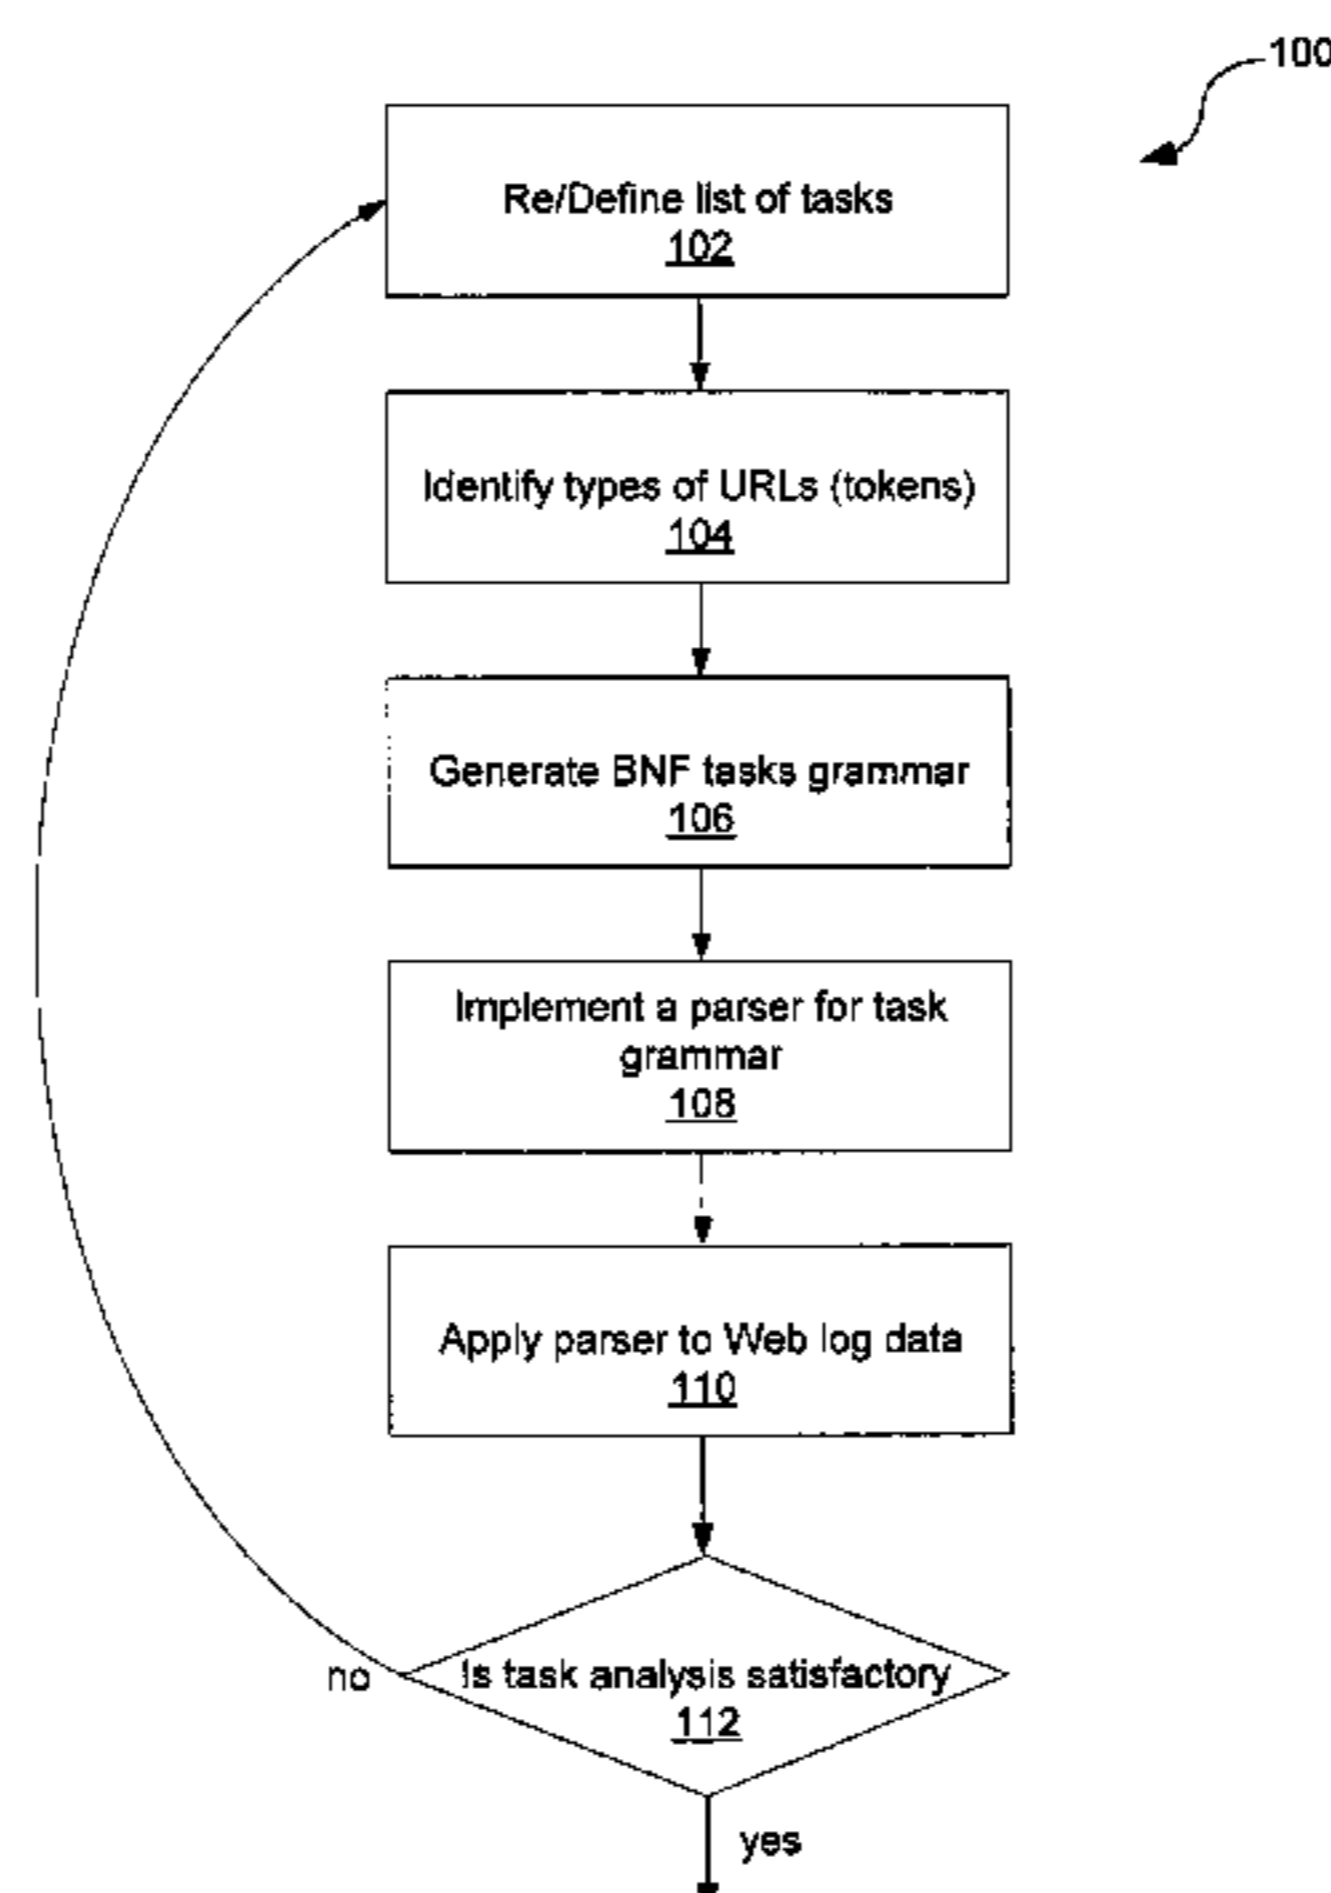 100
Re/Define list of tasks
102
Identify types of URLs (tokens)
104
Generate BNF tasks grammar
106
Implement a parser for task
grammar
108
Apply parser to Web log data
110
no
Is task analysis satisfactory
112
yes